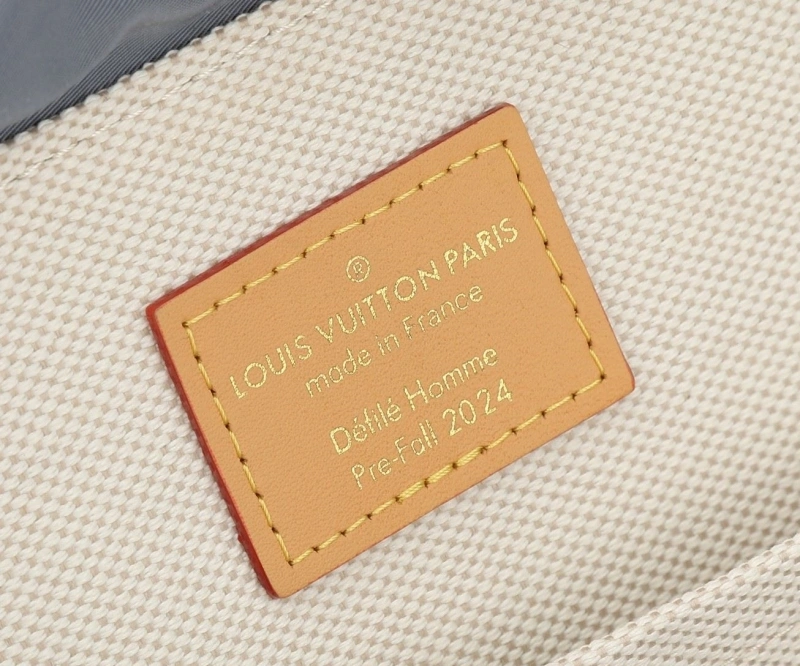 ®
LOUIS VUITTON PARIS
made in France
Défilé Homme
Pre-Fall 2024